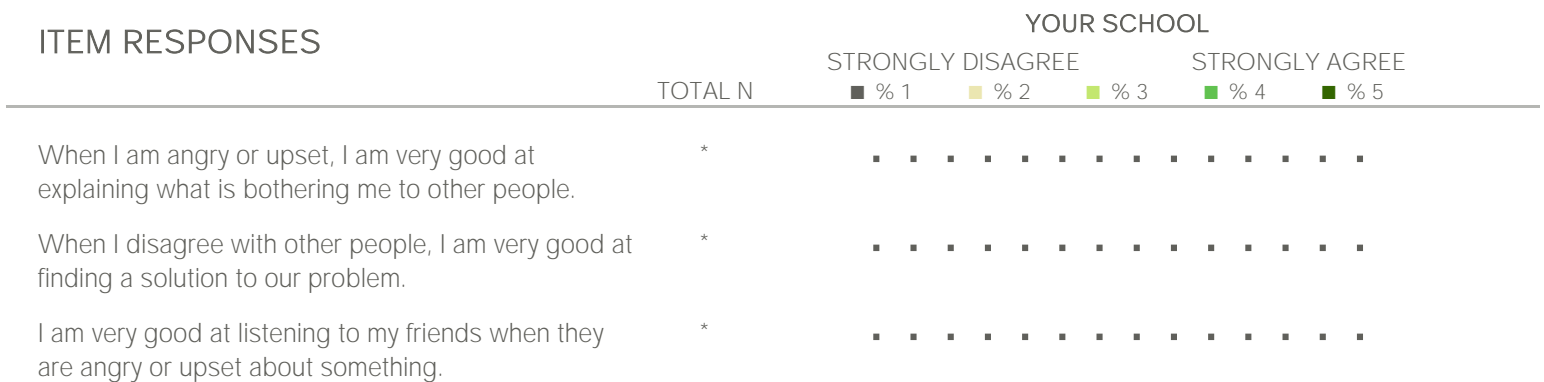 ITEM RESPONSES
YOUR SCHOOL
STRONGLY DISAGREE STRONGLY AGREE
TOTAL N ■ % 1 ■ % 2 ■ % 3 ■ % 4 ■ % 5
When I am angry or upset, I am very good at *
explaining what is bothering me to other people.
When I disagree with other people, I am very good at *
finding a solution to our problem.
I am very good at listening to my friends when they *
are angry or upset about something.